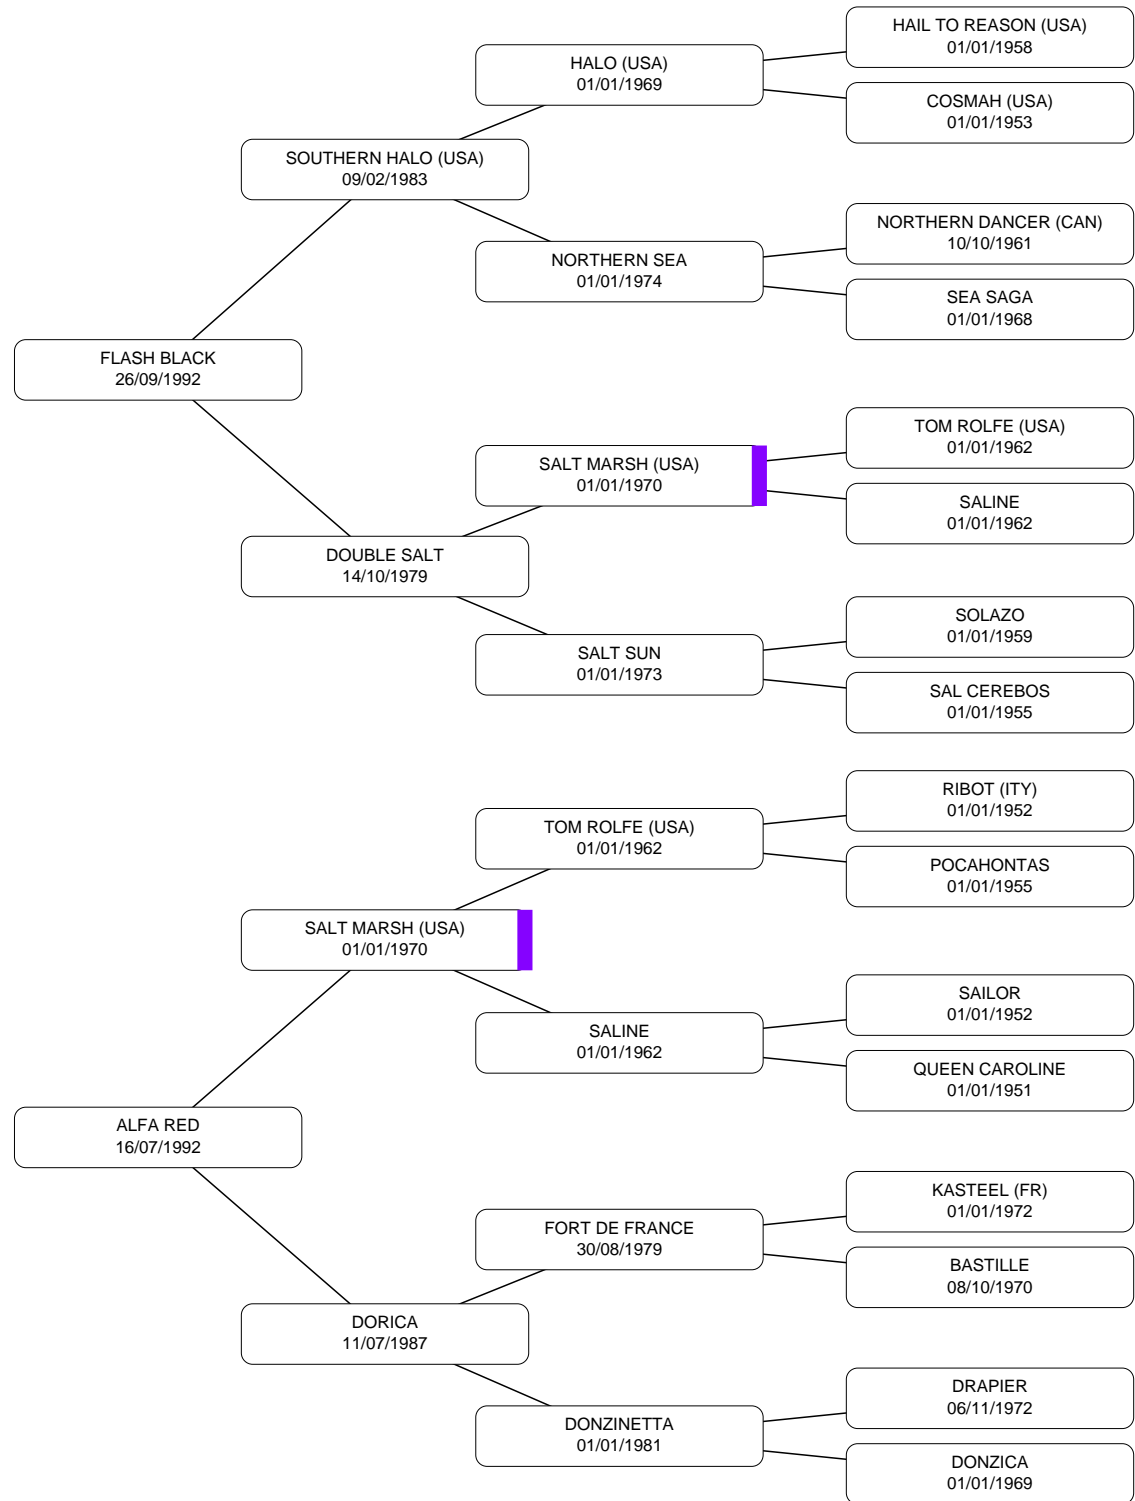 HAIL TO REASON (USA)
01/01/1958
HALO (USA)
01/01/1969
COSMAH (USA)
01/01/1953
SOUTHERN HALO (USA)
09/02/1983
NORTHERN DANCER (CAN)
10/10/1961
NORTHERN SEA
01/01/1974
SEA SAGA
01/01/1968
FLASH BLACK
26/09/1992
TOM ROLFE (USA)
01/01/1962
SALT MARSH (USA)
01/01/1970
SALINE
01/01/1962
DOUBLE SALT
14/10/1979
SOLAZO
01/01/1959
SALT SUN
01/01/1973
SAL CEREBOS
01/01/1955
RIBOT (ITY)
01/01/1952
TOM ROLFE (USA)
01/01/1962
POCAHONTAS
01/01/1955
SALT MARSH (USA)
01/01/1970
SAILOR
01/01/1952
SALINE
01/01/1962
QUEEN CAROLINE
01/01/1951
ALFA RED
16/07/1992
KASTEEL (FR)
01/01/1972
FORT DE FRANCE
30/08/1979
BASTILLE
08/10/1970
DORICA
11/07/1987
DRAPIER
06/11/1972
DONZINETTA
01/01/1981
DONZICA
01/01/1969